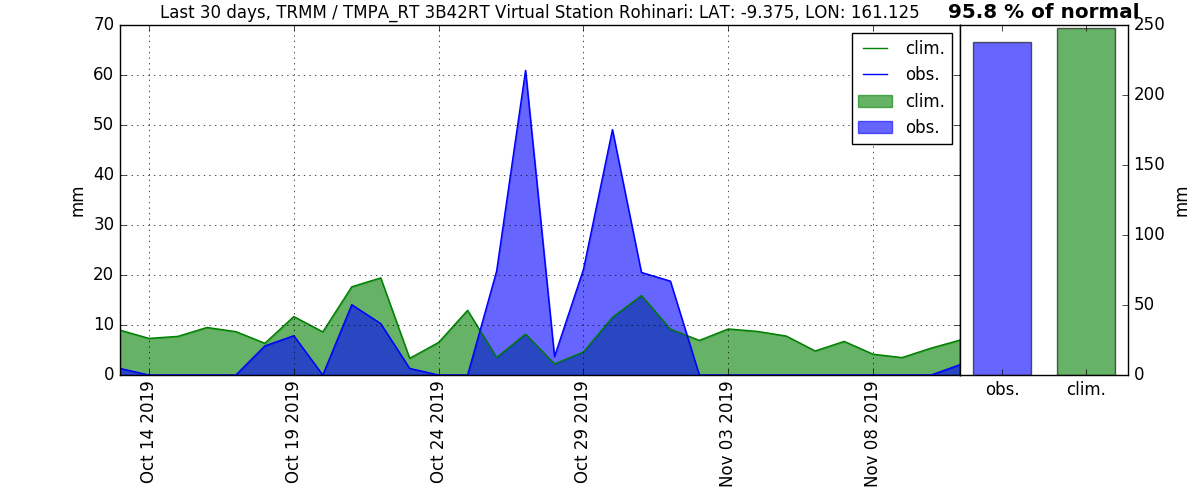 Last 30 days, TRMM / TMPA_RT 3B42RT Virtual Station Rohinari: LAT: -9.375, LON: 161.125
95.8 % of normal
70
60
50
40
30
20
10
0
mm
clim.
obs.
clim.
obs.
Oct 14 2019
Oct 19 2019
Oct 24 2019
Oct 29 2019
Nov 03 2019
Nov 08 2019
250
200
150
100
50
0
mm
obs.
clim.